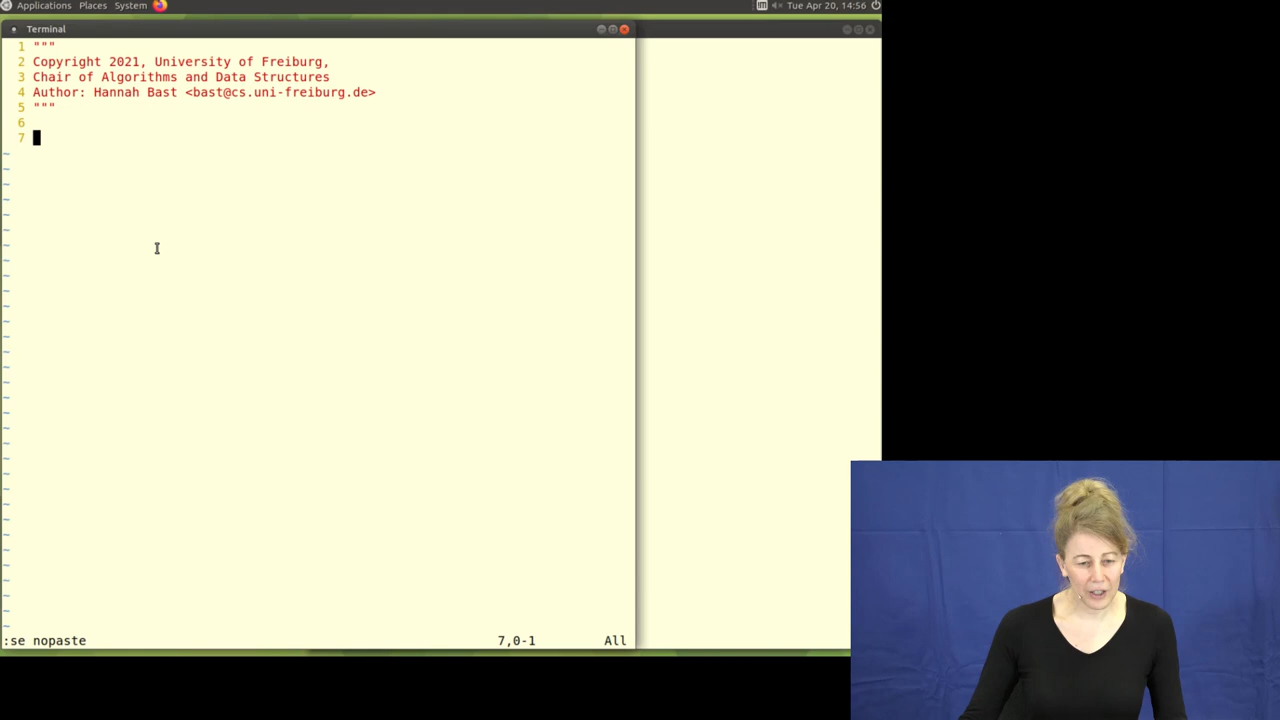 Applications Places System
Tue Apr 20, 14:56
Terminal
1 """
2 Copyright 2021, University of Freiburg,
3 Chair of Algorithms and Data Structures
4 Author: Hannah Bast <bast@cs.uni-freiburg.de>
5 """
6
7
:se nopaste
7,0-1
All